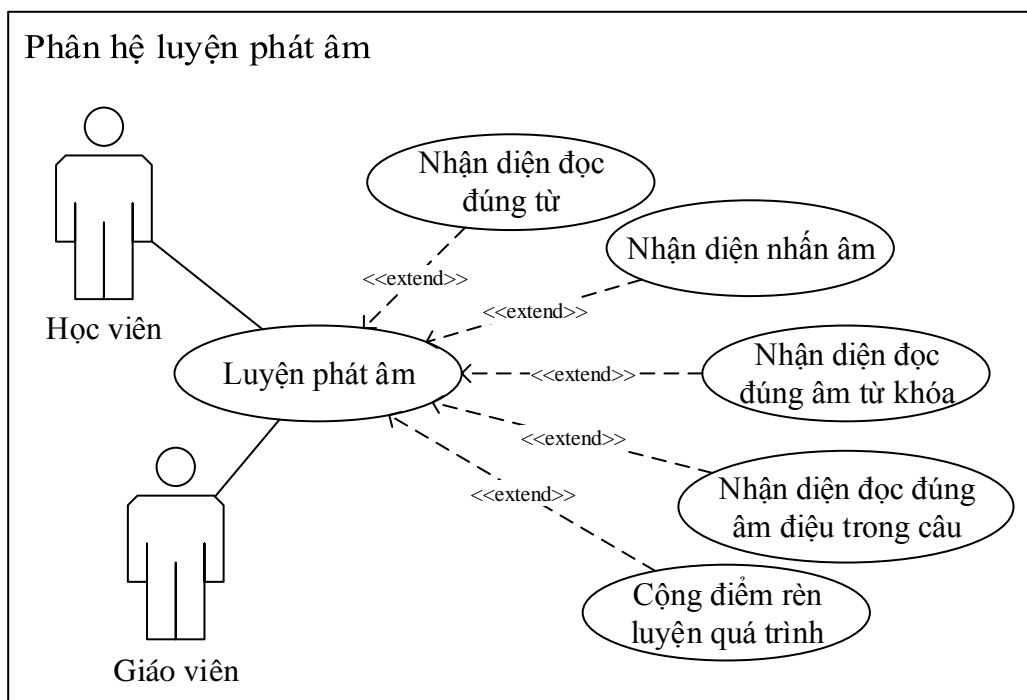 Phân hệ luyện phát âm
Nhận diện đọc
đúng từ
Nhận diện nhấn âm
<<extend>>
<<extend>>
Học viên
Luyện phát âm
<<extend>>
Nhận diện đọc
đúng âm từ khóa
<<extend>>
Nhận diện đọc đúng
âm điệu trong câu
<<extend>>
Cộng điểm rèn
luyện quá trình
Giáo viên